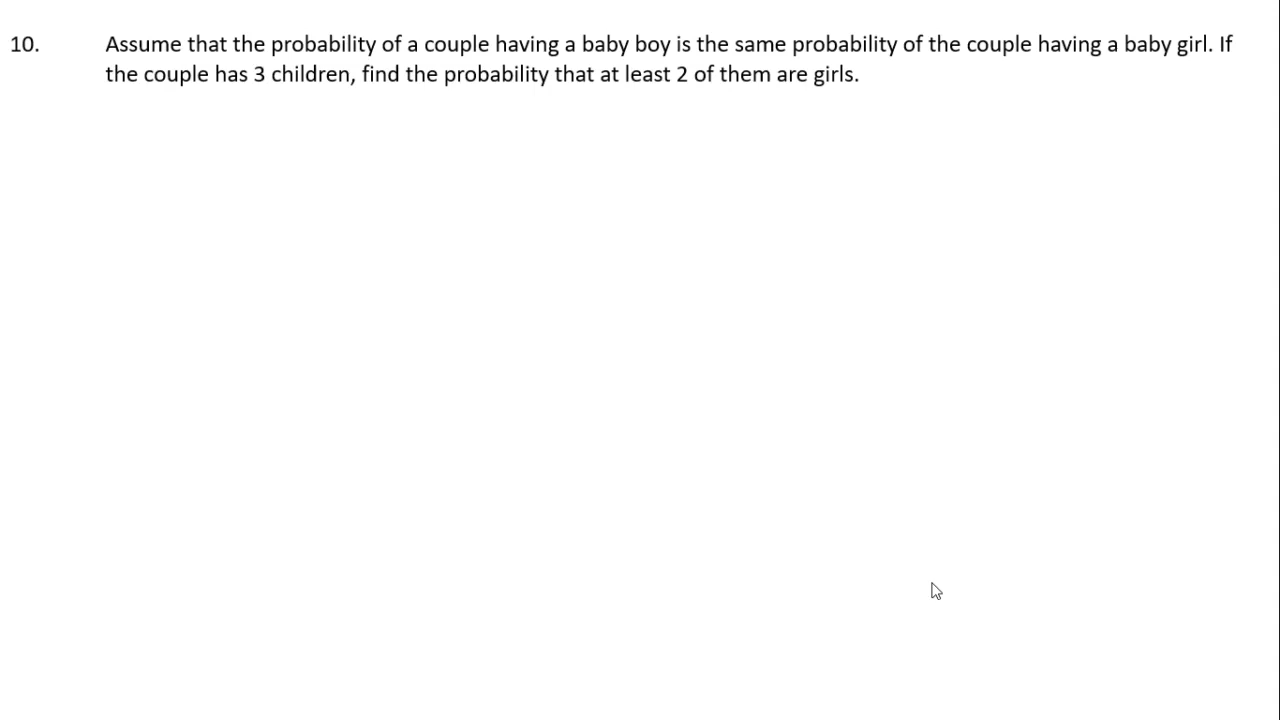 10. Assume that the probability of a couple having a baby boy is the same probability of the couple having a baby girl. If
the couple has 3 children, find the probability that at least 2 of them are girls.